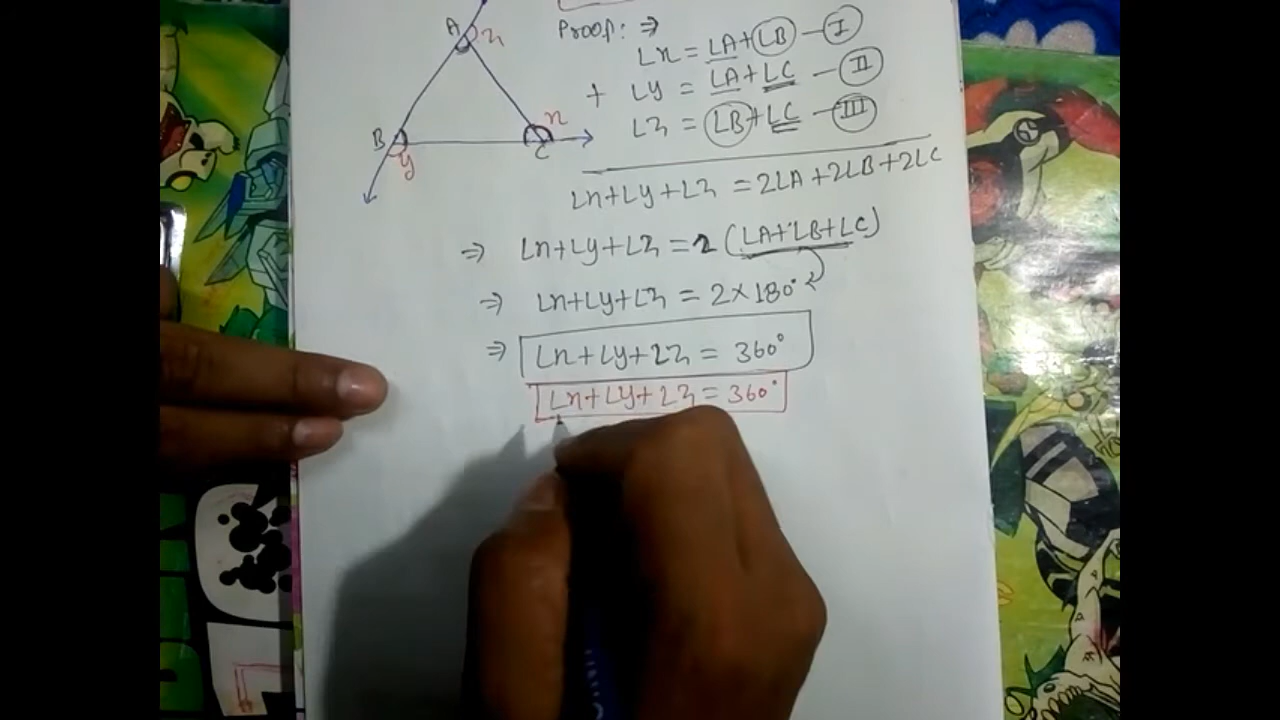 A
z
B
y
x
C
Proof: ⇒
∠x = ∠A + ∠B — I
+ ∠y = ∠A + ∠C — II
∠z = ∠B + ∠C — III
∠x + ∠y + ∠z = 2∠A + 2∠B + 2∠C
⇒ ∠x + ∠y + ∠z = 2 (∠A + ∠B + ∠C)
⇒ ∠x + ∠y + ∠z = 2 × 180°
⇒ ∠x + ∠y + ∠z = 360°
∠x + ∠y + ∠z = 360°